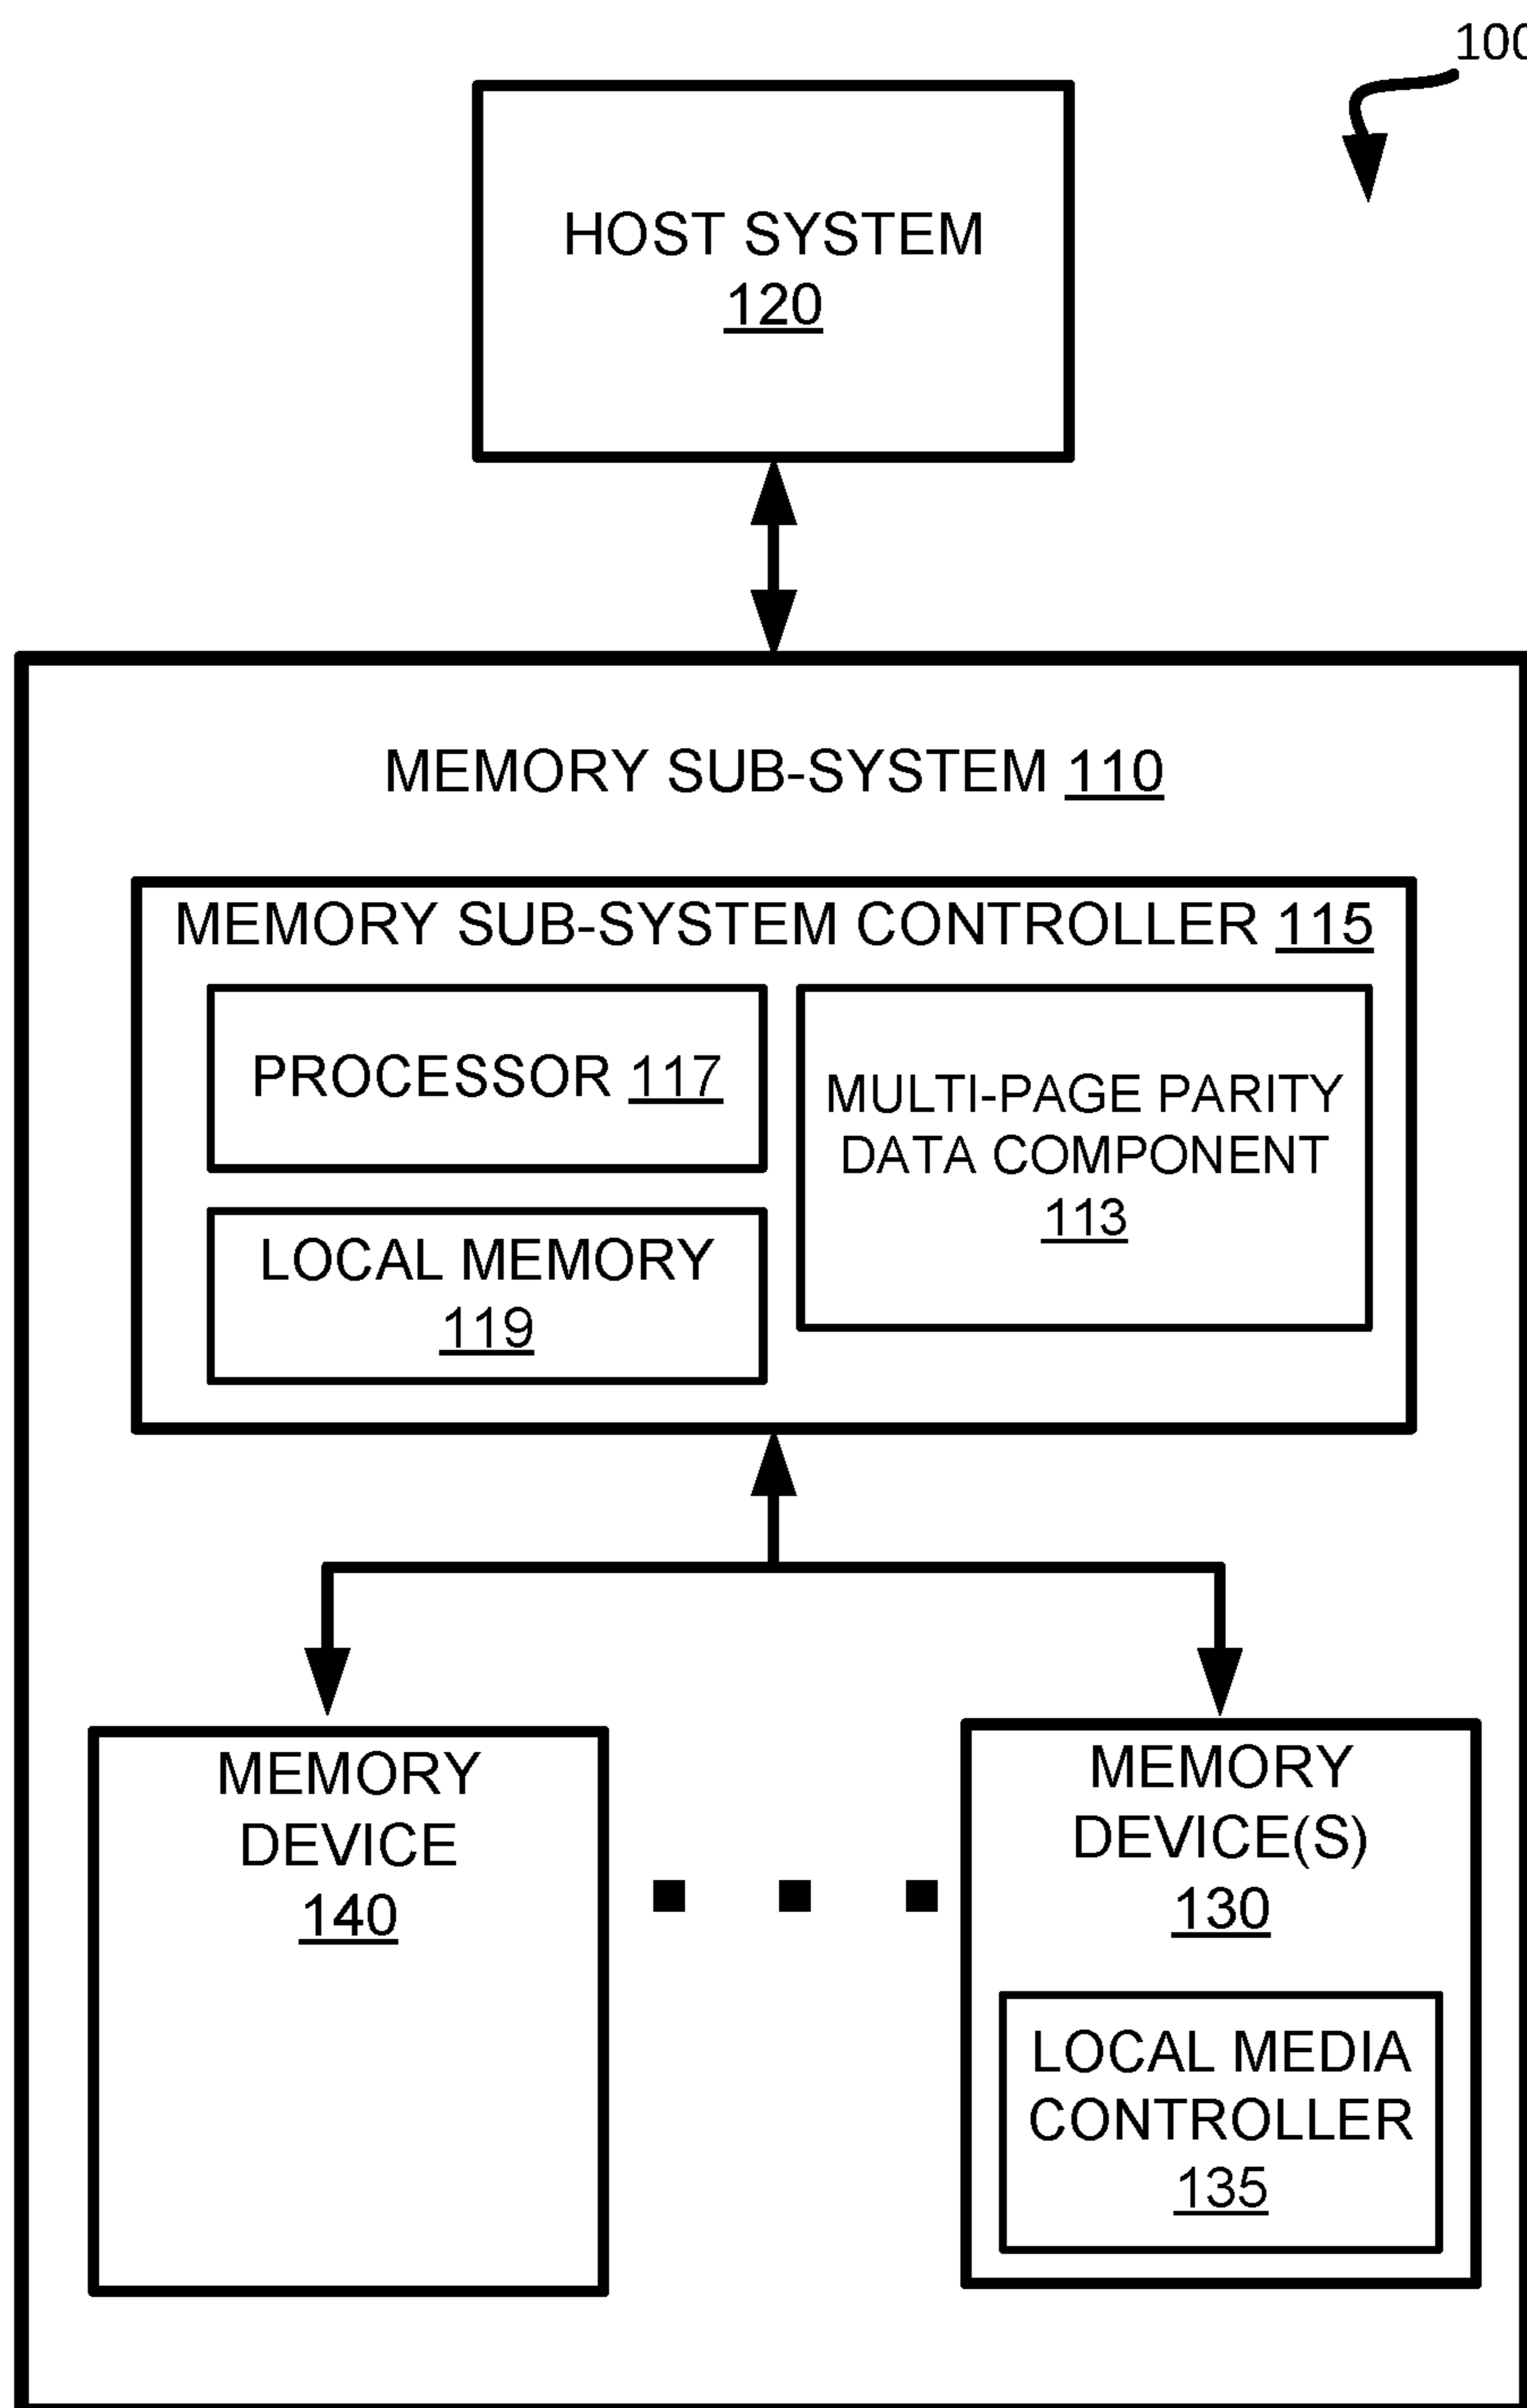 100
HOST SYSTEM
120
MEMORY SUB-SYSTEM 110
MEMORY SUB-SYSTEM CONTROLLER 115
PROCESSOR 117
MULTI-PAGE PARITY
DATA COMPONENT
113
LOCAL MEMORY
119
MEMORY
DEVICE
140
MEMORY
DEVICE(S)
130
LOCAL MEDIA
CONTROLLER
135